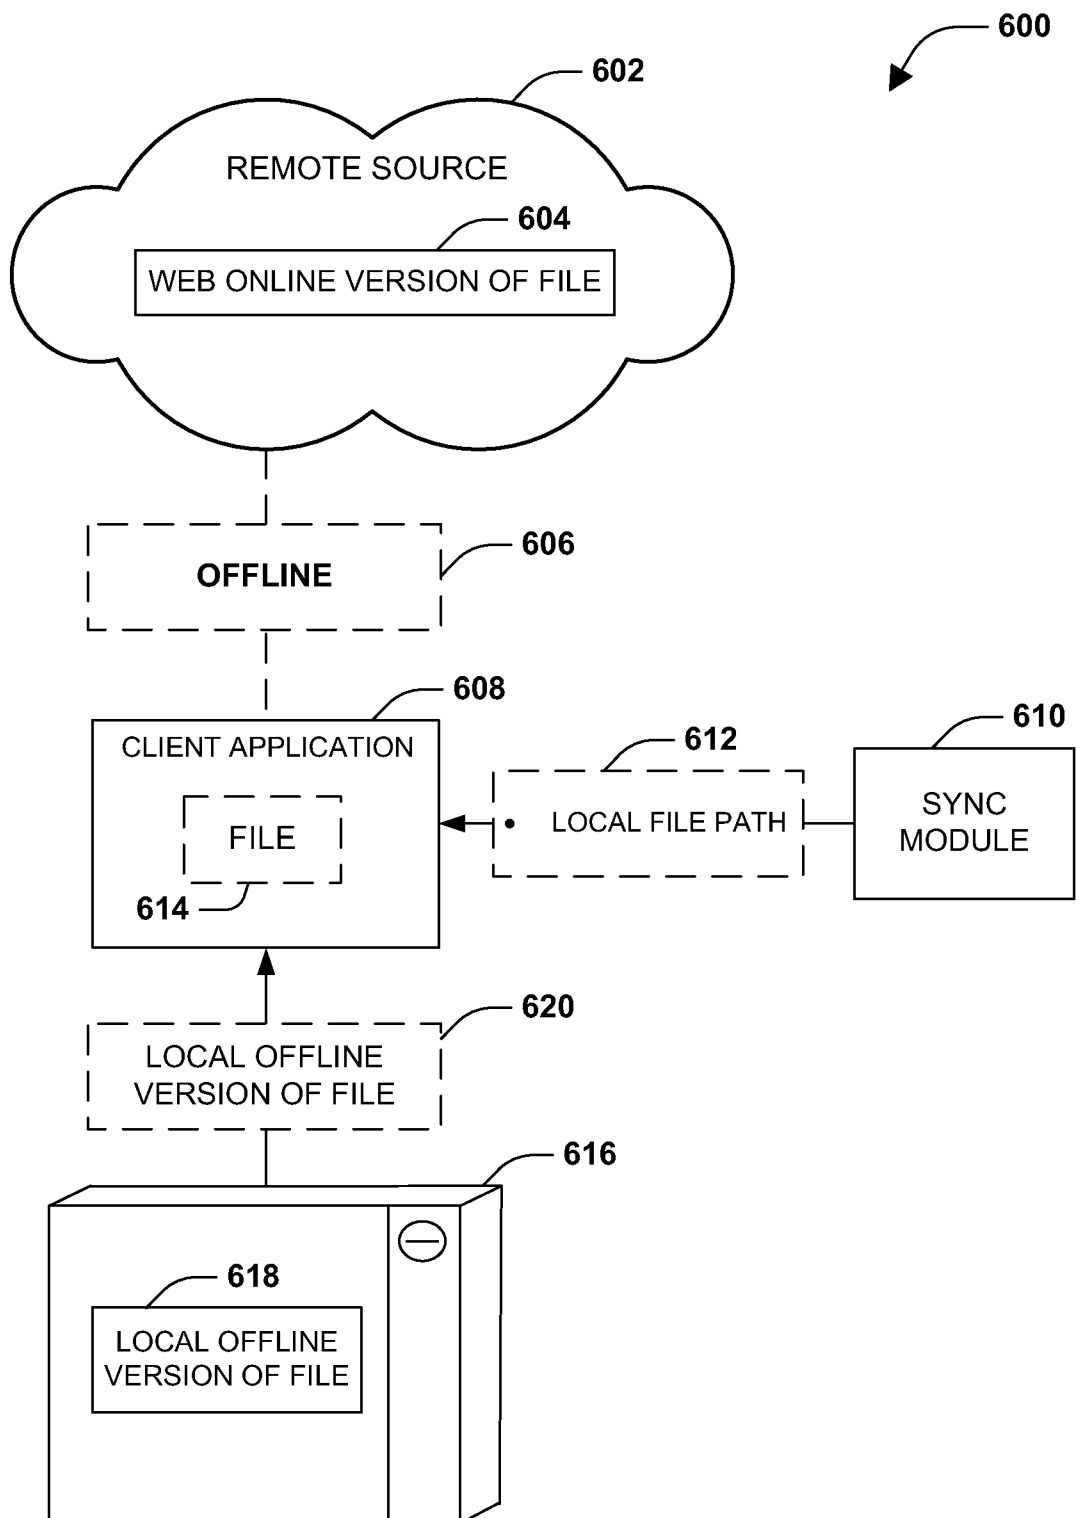 600
602
REMOTE SOURCE
604
WEB ONLINE VERSION OF FILE
606
OFFLINE
608
CLIENT APPLICATION
FILE
614
612
LOCAL FILE PATH
610
SYNC
MODULE
620
LOCAL OFFLINE
VERSION OF FILE
616
618
LOCAL OFFLINE
VERSION OF FILE